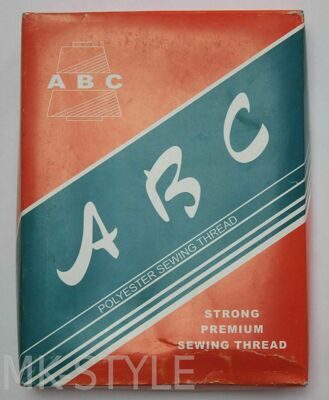 ABC
ABC
POLYESTER SEWING THREAD
STRONG
PREMIUM
SEWING THREAD
MK STYLE